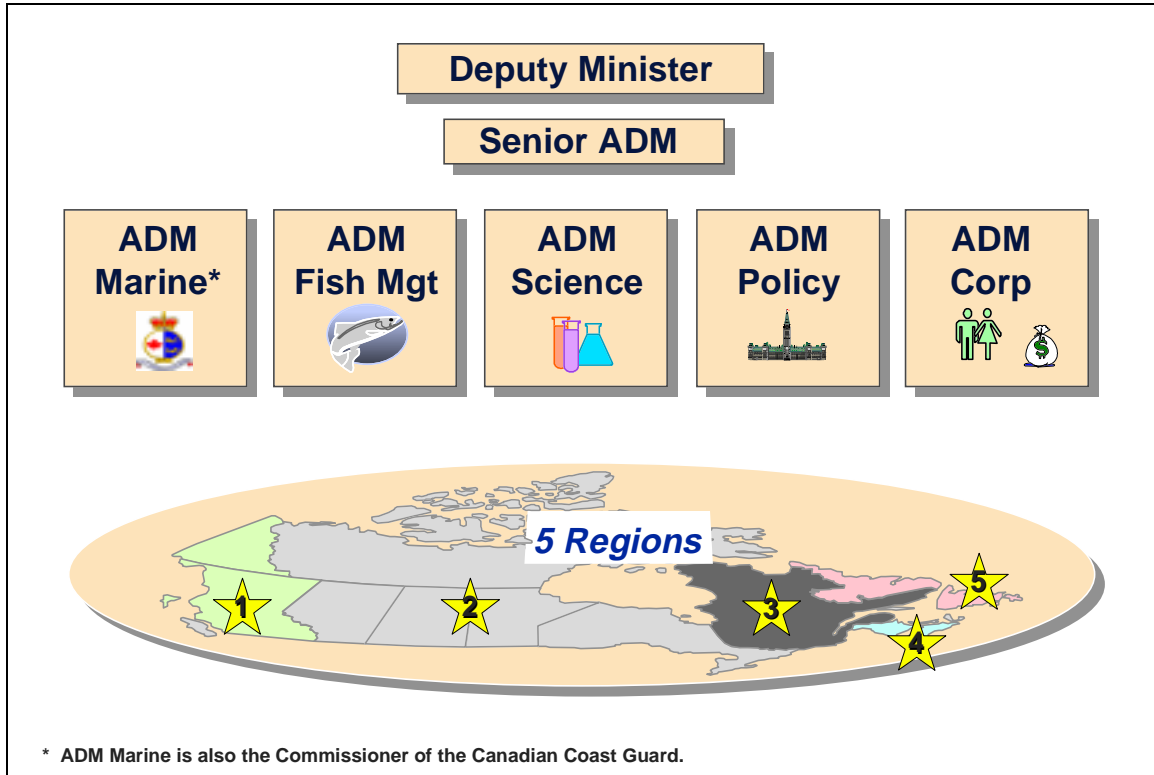 Deputy Minister
Senior ADM
ADM
Marine*
ADM
Fish Mgt
ADM
Science
ADM
Policy
ADM
Corp
$
5 Regions
1
2
3
4
5
* ADM Marine is also the Commissioner of the Canadian Coast Guard.